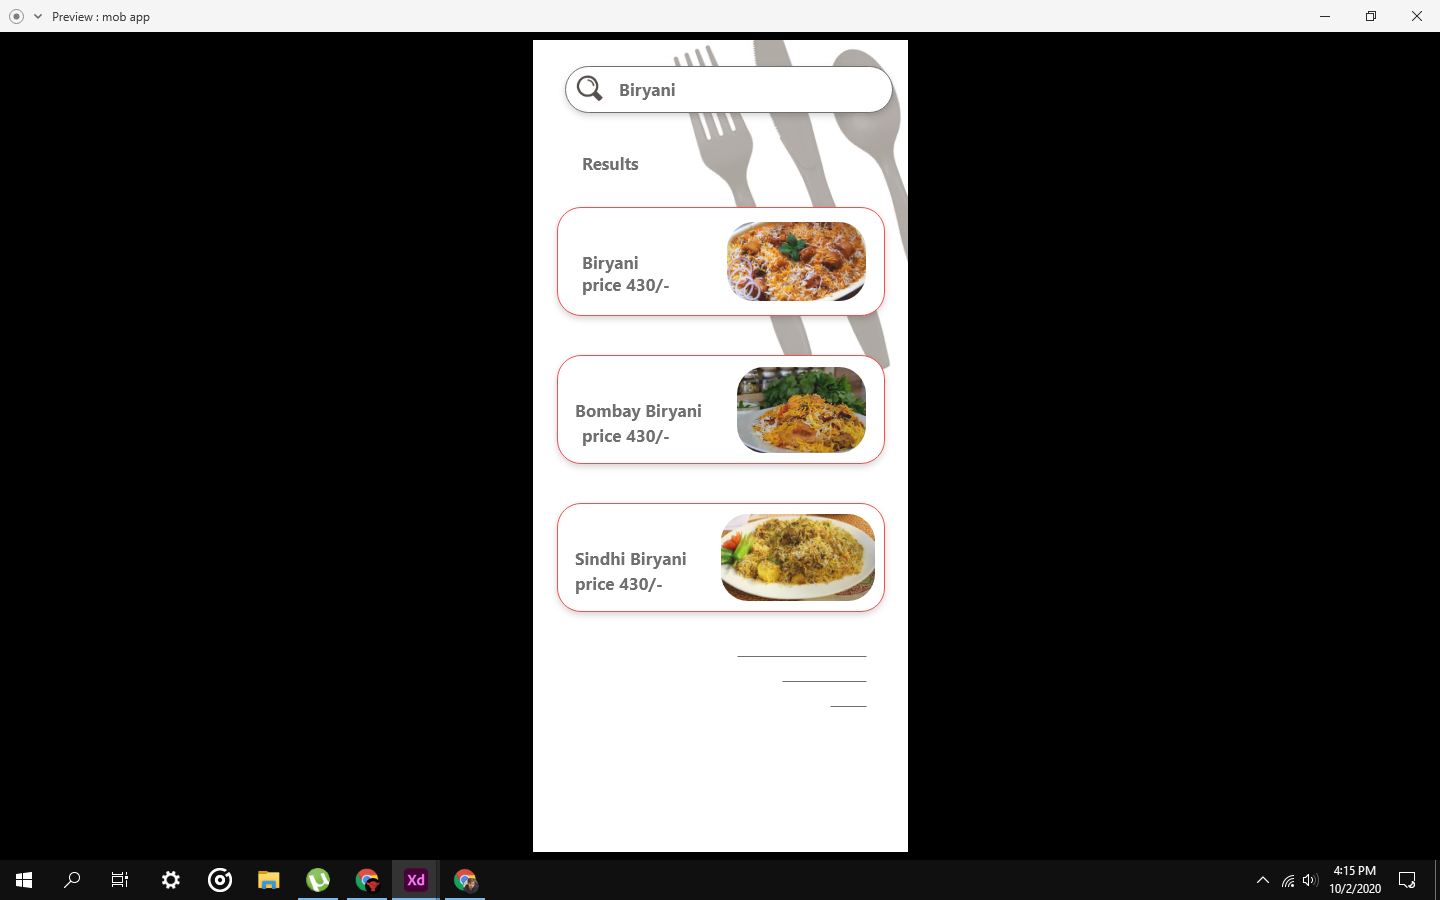 Preview : mob app
Biryani
Results
Biryani
price 430/-
Bombay Biryani
price 430/-
Sindhi Biryani
price 430/-
Xd
4:15 PM
10/2/2020